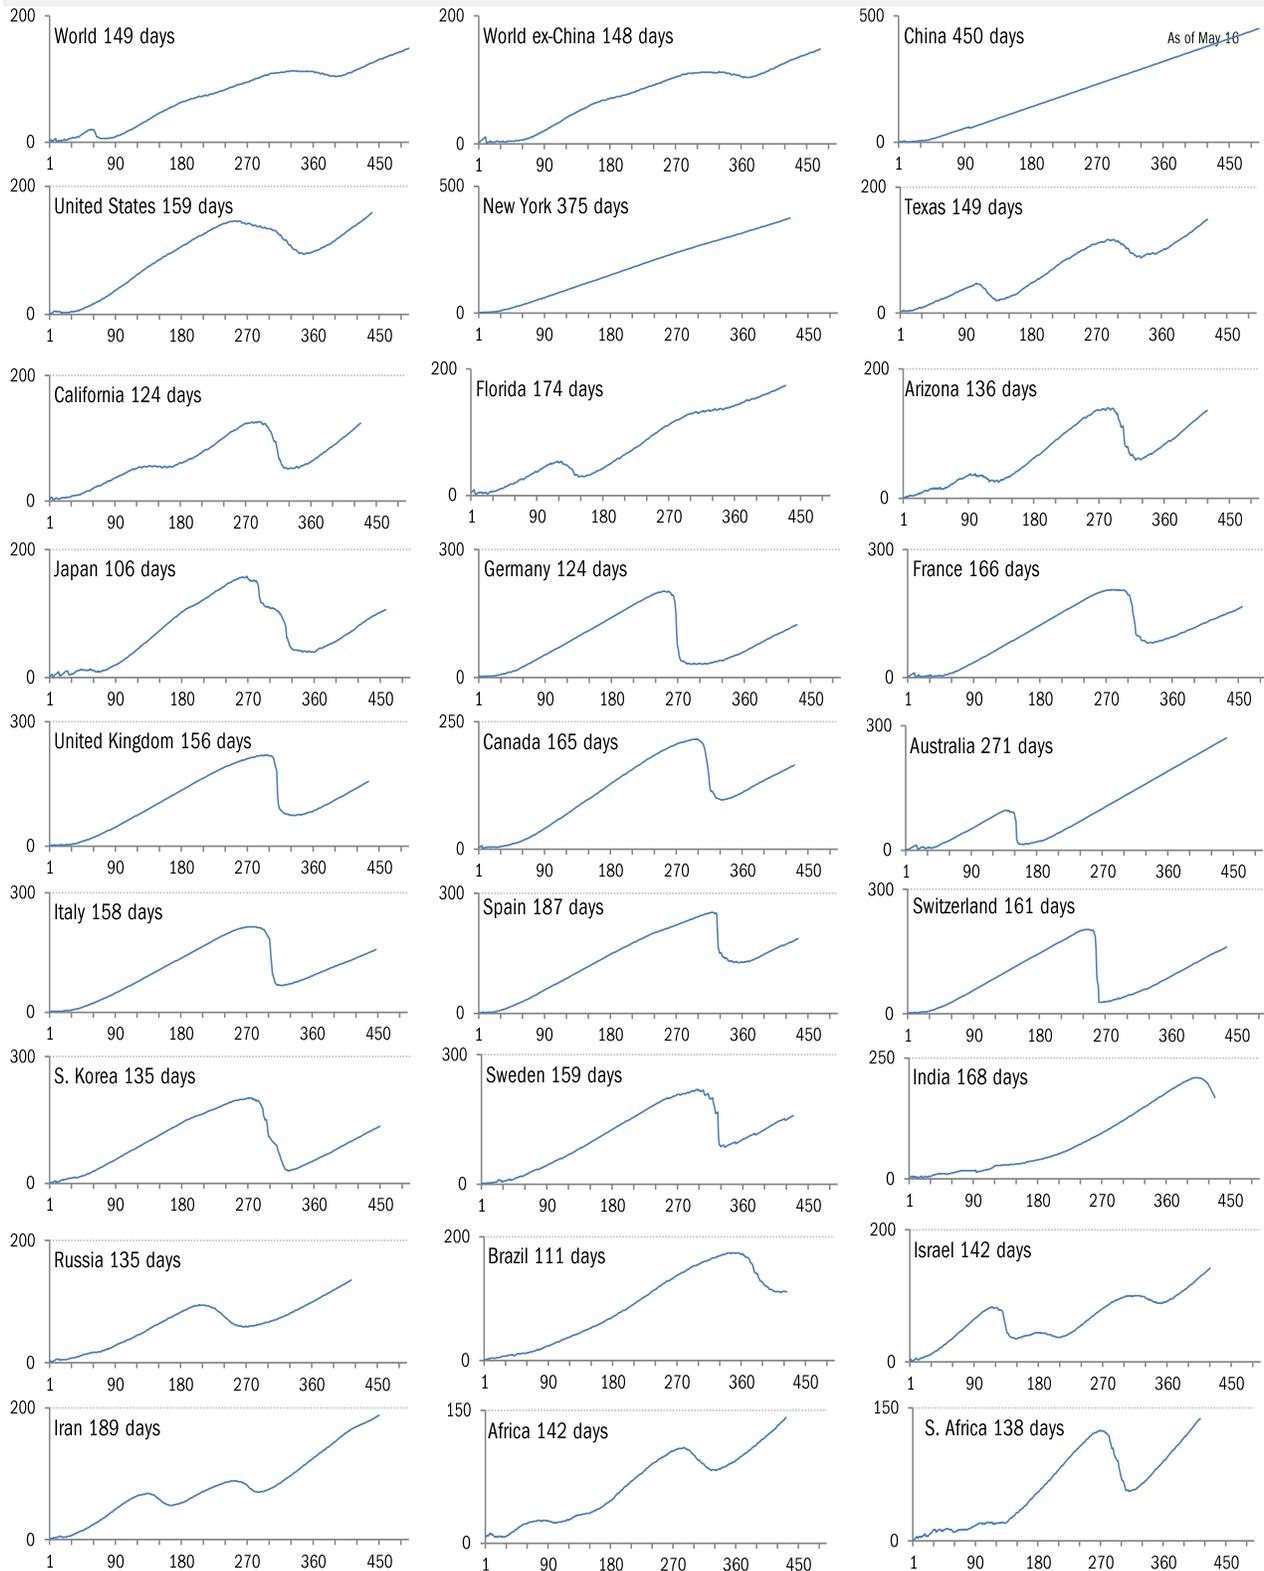 200 200 500
World 149 days World ex-China 148 days China 450 days As of May 16
0 0 0
1 90 180 270 360 450 1 90 180 270 360 450 1 90 180 270 360 450
200 500 200
United States 159 days New York 375 days Texas 149 days
0 0 0
1 90 180 270 360 450 1 90 180 270 360 450 1 90 180 270 360 450
200 200 200
California 124 days Florida 174 days Arizona 136 days
0 0 0
1 90 180 270 360 450 1 90 180 270 360 450 1 90 180 270 360 450
200 300 300
Japan 106 days Germany 124 days France 166 days
0 0 0
1 90 180 270 360 450 1 90 180 270 360 450 1 90 180 270 360 450
300 250 300
United Kingdom 156 days Canada 165 days Australia 271 days
0 0 0
1 90 180 270 360 450 1 90 180 270 360 450 1 90 180 270 360 450
300 300 300
Italy 158 days Spain 187 days Switzerland 161 days
0 0 0
1 90 180 270 360 450 1 90 180 270 360 450 1 90 180 270 360 450
300 300 250
S. Korea 135 days Sweden 159 days India 168 days
0 0 0
1 90 180 270 360 450 1 90 180 270 360 450 1 90 180 270 360 450
200 200 200
Russia 135 days Brazil 111 days Israel 142 days
0 0 0
1 90 180 270 360 450 1 90 180 270 360 450 1 90 180 270 360 450
200 150 150
Iran 189 days Africa 142 days S. Africa 138 days
0 0 0
1 90 180 270 360 450 1 90 180 270 360 450 1 90 180 270 360 450